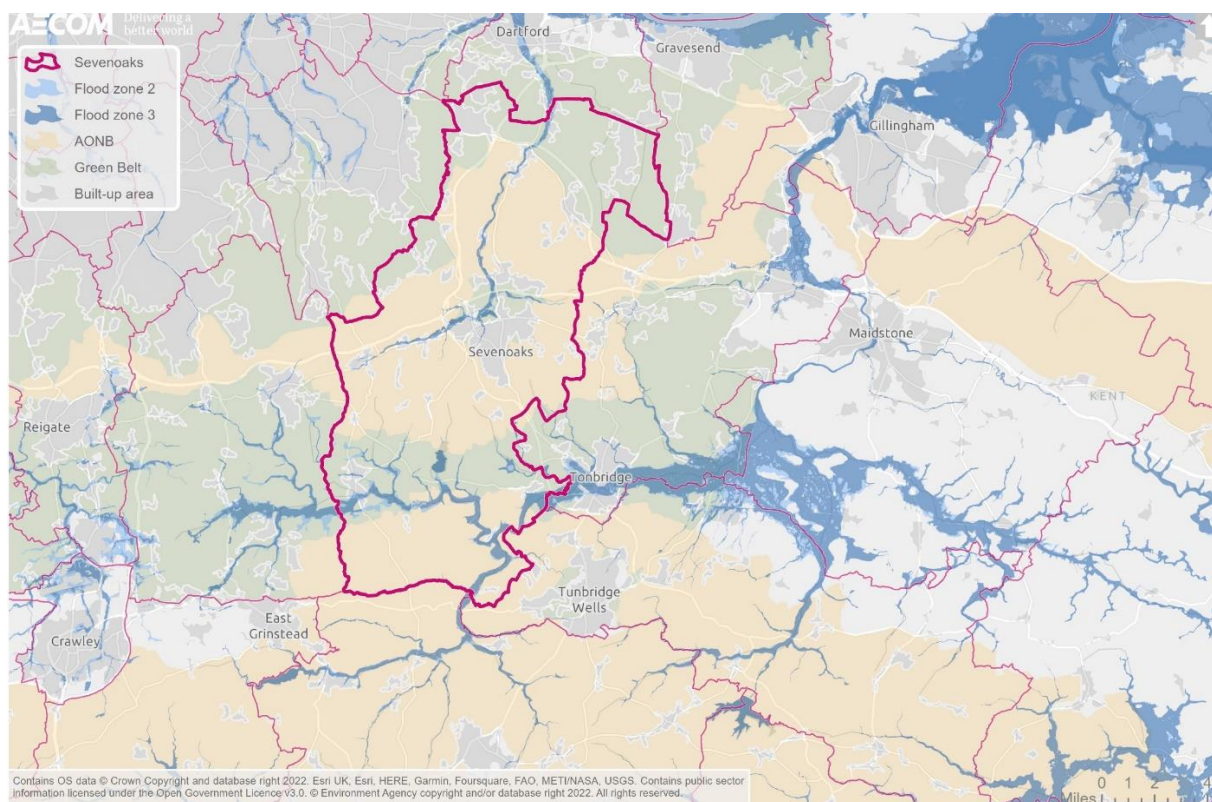 AECOM Delivering a
better world
Sevenoaks
Flood zone 2
Flood zone 3
AONB
Green Belt
Built-up area
Dartford
Gravesend
Gillingham
Maidstone
Sevenoaks
KENT
Reigate
Tonbridge
Tunbridge
Wells
East
Grinstead
Crawley
Contains OS data © Crown Copyright and database right 2022. Esri UK, Esri, HERE, Garmin, Foursquare, FAO, METI/NASA, USGS. Contains public sector
information licensed under the Open Government Licence v3.0. © Environment Agency copyright and/or database right 2022. All rights reserved.
0 1 2 4
Miles